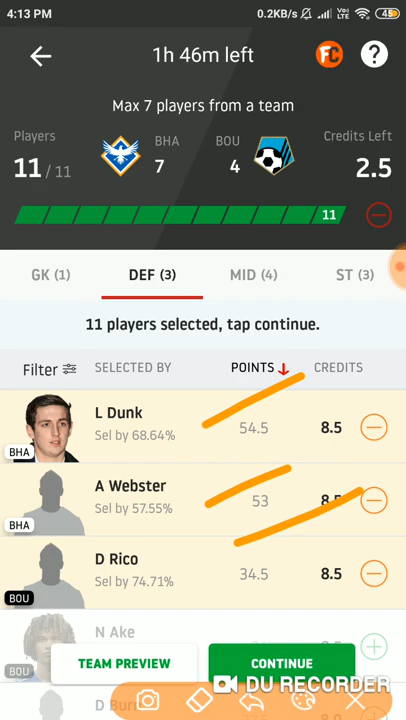 4:13 PM 0.2KB/s Vo) LTE 45
1h 46m left FC ?
Max 7 players from a team
Players BHA BOU Credits Left
11 / 11 7 4 2.5
11
GK (1) DEF (3) MID (4) ST (3)
11 players selected, tap continue.
Filter SELECTED BY POINTS CREDITS
L Dunk
Sel by 68.64% 54.5 8.5
BHA
A Webster
Sel by 57.55% 53 8.5
BHA
D Rico
Sel by 74.71% 34.5 8.5
BOU
N Ake
BOU
TEAM PREVIEW CONTINUE
DU RECORDER